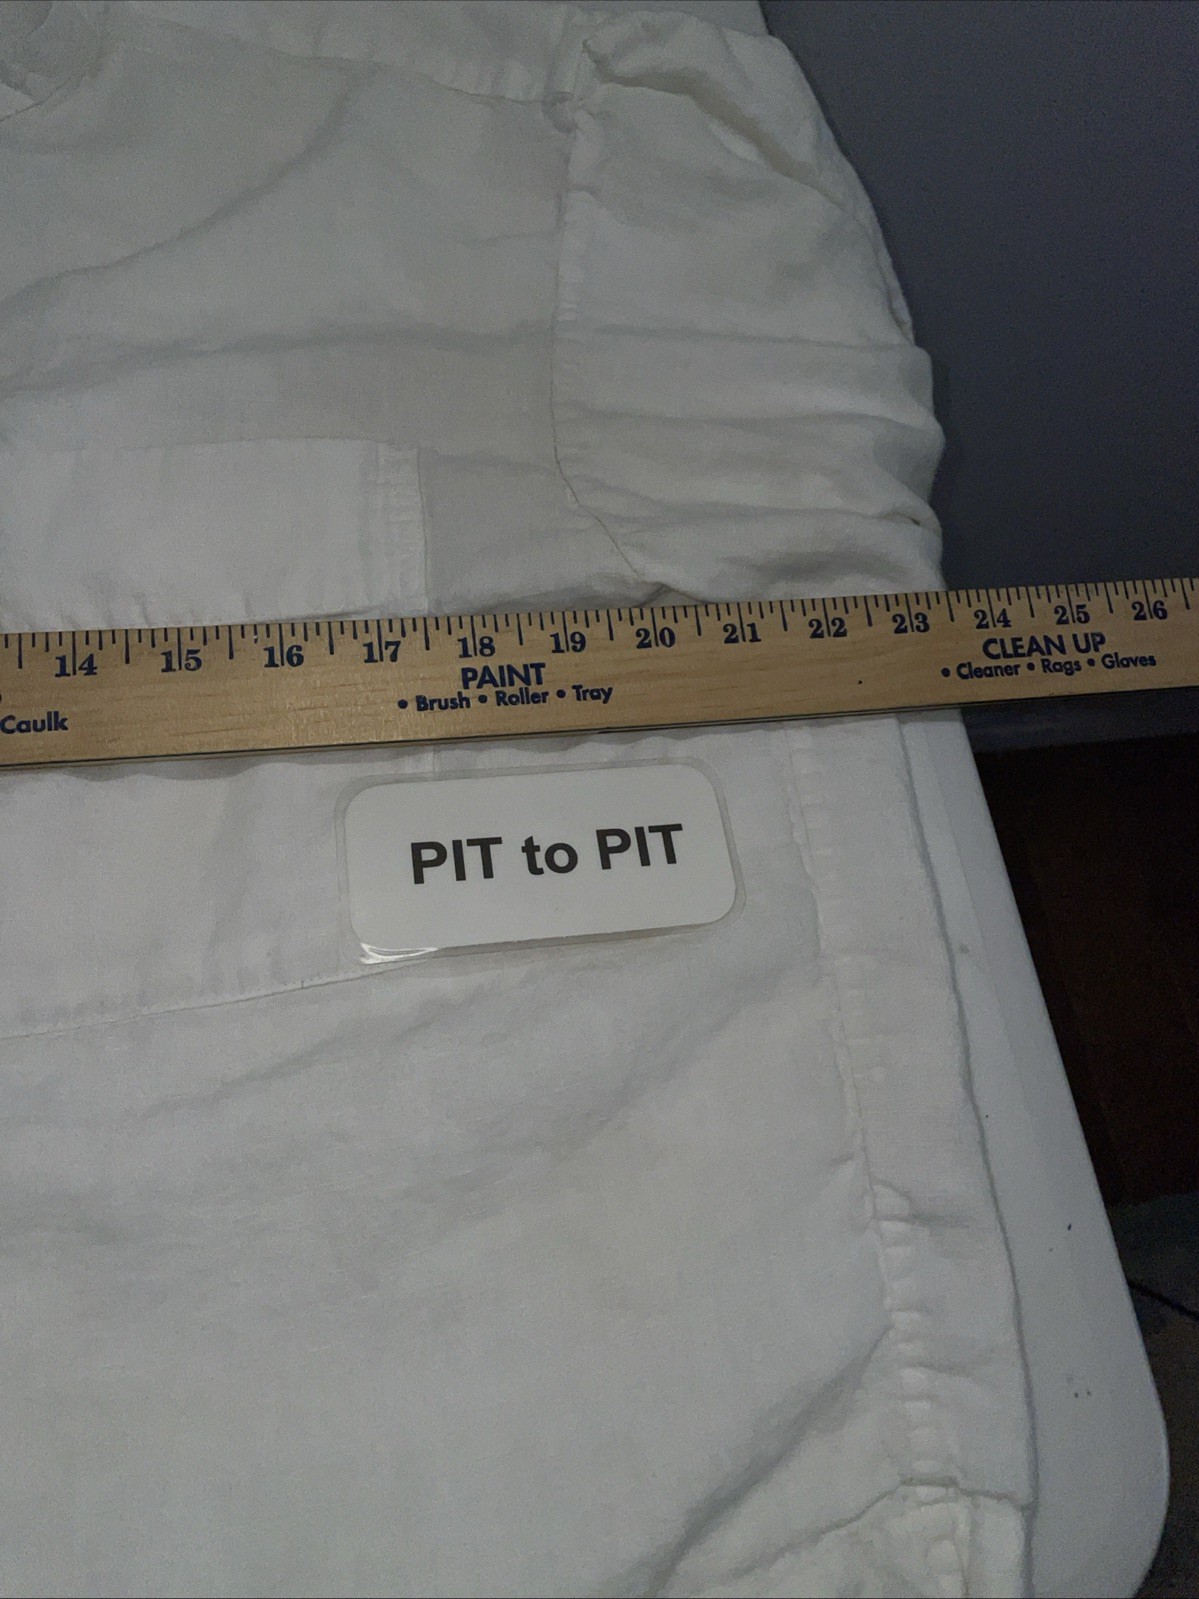 14 15 16 17 18 19 20 21 22 23 24 25 26
PAINT
• Brush • Roller • Tray
CLEAN UP
• Cleaner • Rags • Gloves
Caulk
PIT to PIT